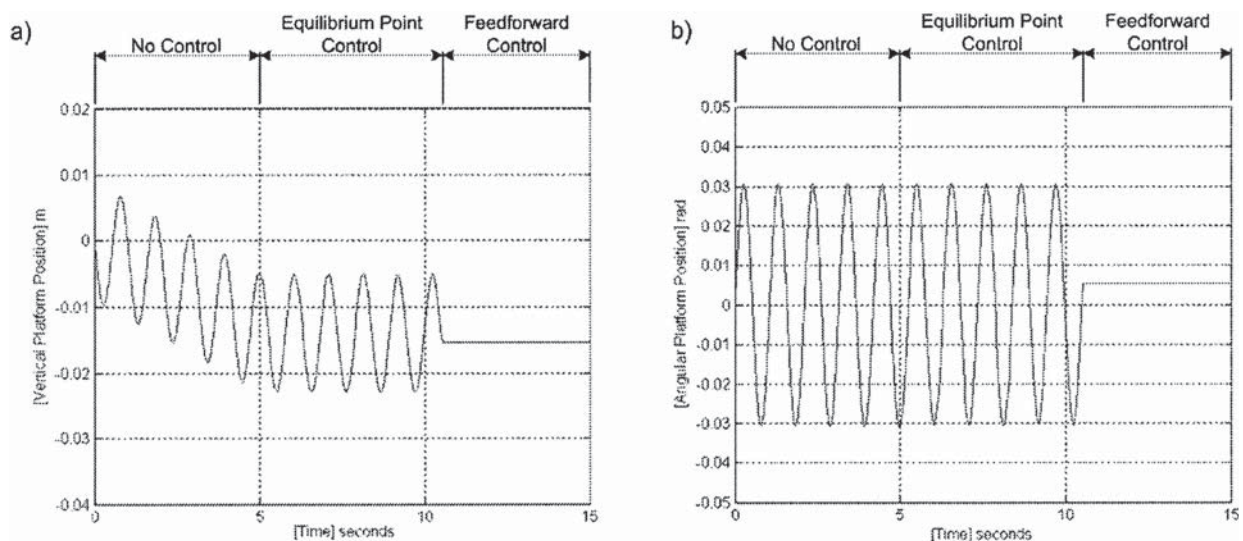 a)
No Control
Equilibrium Point
Control
Feedforward
Control
0.02
0.01
0
-0.01
-0.02
-0.03
-0.04
0
5
10
15
[Vertical Platform Position] m
[Time] seconds
b)
No Control
Equilibrium Point
Control
Feedforward
Control
0.05
0.04
0.03
0.02
0.01
0
-0.01
-0.02
-0.03
-0.04
-0.05
0
5
10
15
[Angular Platform Position] rad
[Time] seconds